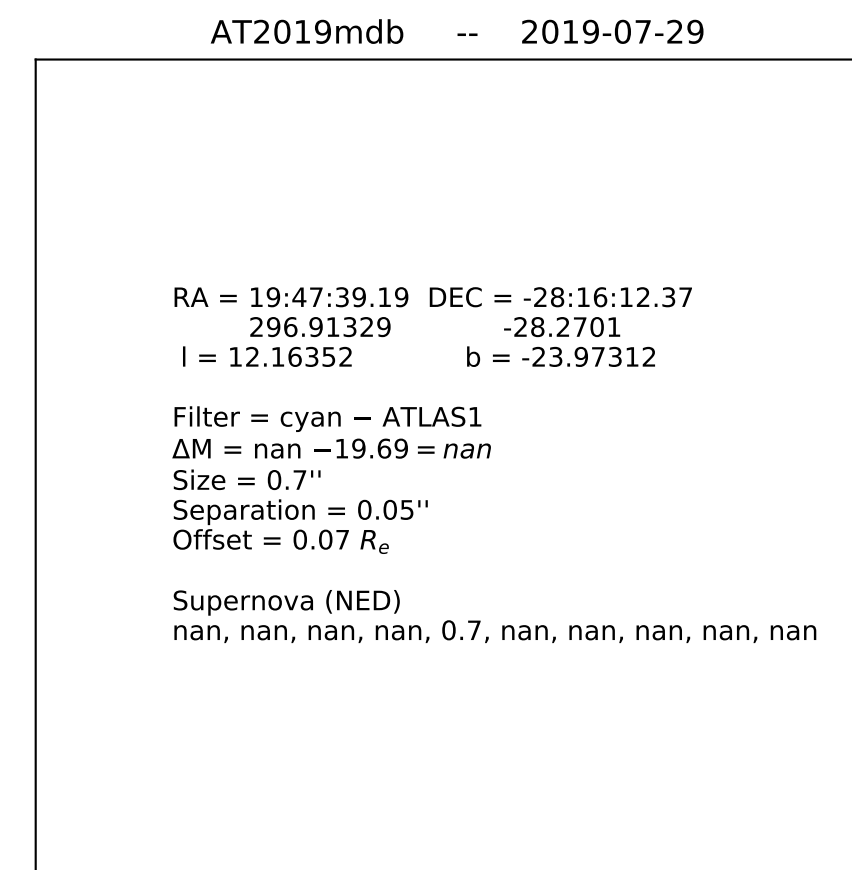 AT2019mdb -- 2019-07-29
RA = 19:47:39.19 DEC = -28:16:12.37
296.91329 -28.2701
l = 12.16352 b = -23.97312
Filter = cyan − ATLAS1
ΔM = nan −19.69 = nan
Size = 0.7''
Separation = 0.05''
Offset = 0.07 Rₑ
Supernova (NED)
nan, nan, nan, nan, 0.7, nan, nan, nan, nan, nan